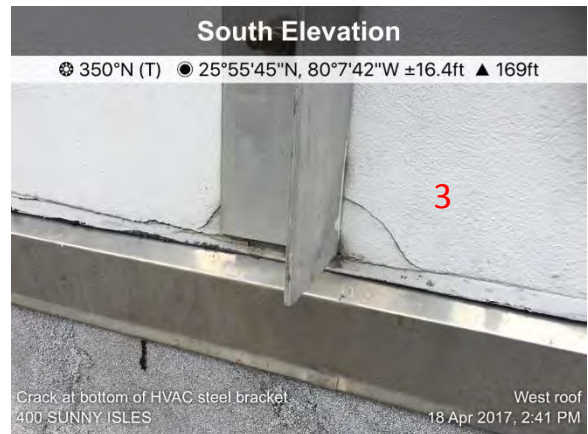 South Elevation
350°N (T) 25°55'45"N, 80°7'42"W ±16.4ft ▲ 169ft
3
Crack at bottom of HVAC steel bracket
400 SUNNY ISLES
West roof
18 Apr 2017, 2:41 PM